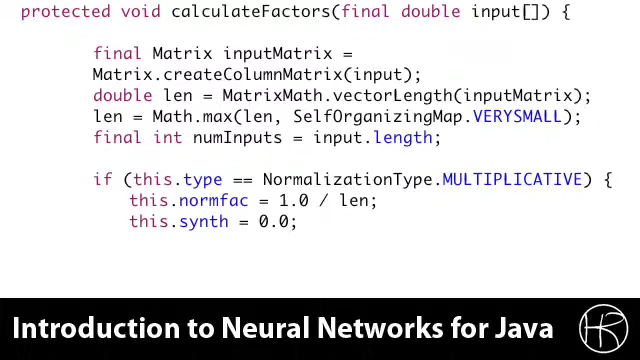 protected void calculateFactors(final double input[]) {
final Matrix inputMatrix =
Matrix.createColumnMatrix(input);
double len = MatrixMath.vectorLength(inputMatrix);
len = Math.max(len, SelfOrganizingMap.VERYSMALL);
final int numInputs = input.length;
if (this.type == NormalizationType.MULTIPLICATIVE) {
this.normfac = 1.0 / len;
this.synth = 0.0;
Introduction to Neural Networks for Java